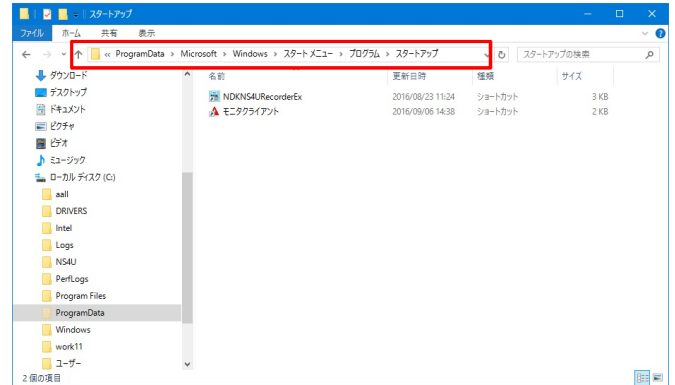 スタートアップ
ファイル ホーム 共有 表示
« ProgramData › Microsoft › Windows › スタート メニュー › プログラム › スタートアップ スタートアップの検索
名前 更新日時 種類 サイズ
NDKNS4URecorderEx 2016/08/23 11:24 ショートカット 3 KB
モニタクライアント 2016/09/06 14:38 ショートカット 2 KB
ダウンロード
デスクトップ
ドキュメント
ピクチャ
ビデオ
ミュージック
ローカル ディスク (C:)
aall
DRIVERS
Intel
Logs
NS4U
PerfLogs
Program Files
ProgramData
Windows
work11
ユーザー
2 個の項目